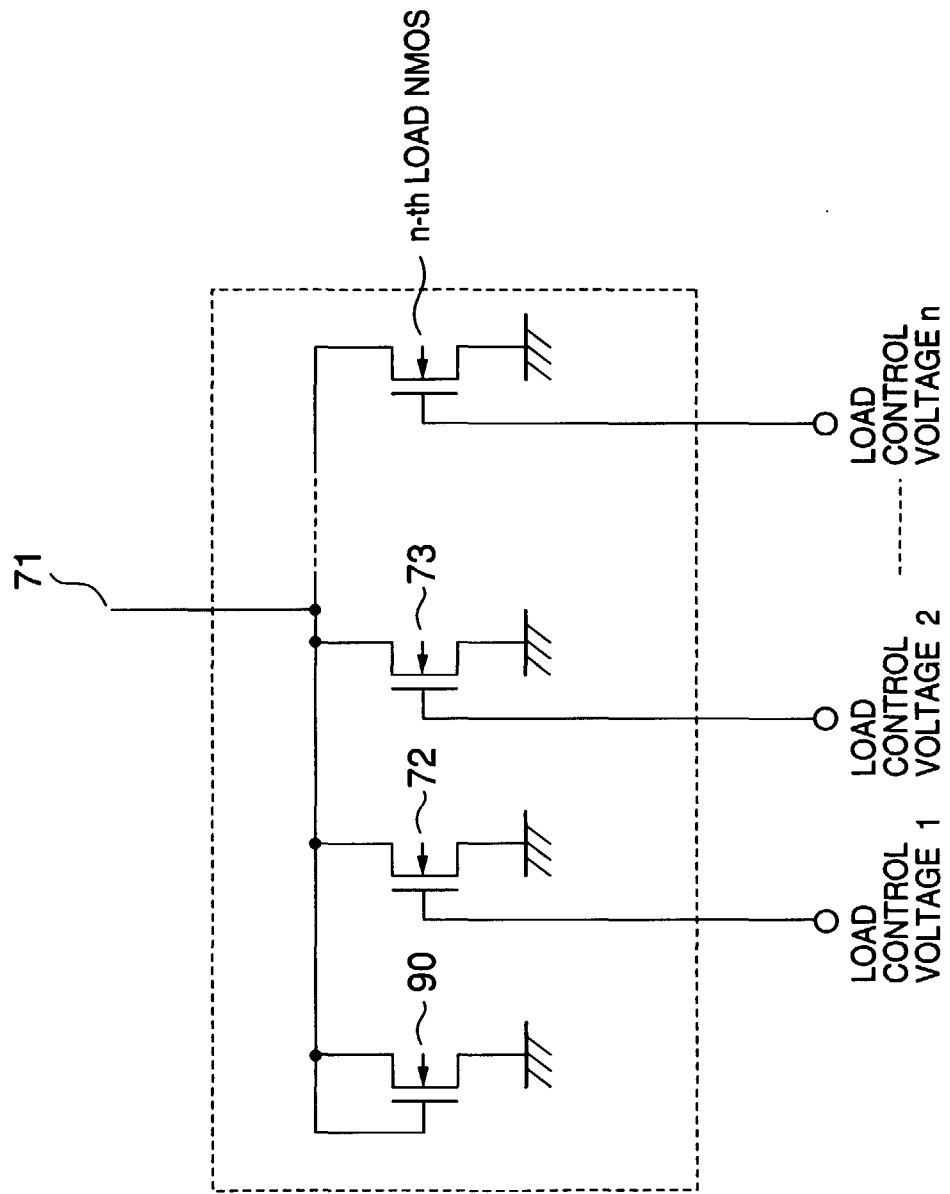 71
n-th LOAD NMOS
73
72
90
LOAD
CONTROL
VOLTAGE 1
LOAD
CONTROL
VOLTAGE 2
LOAD
CONTROL
VOLTAGE n